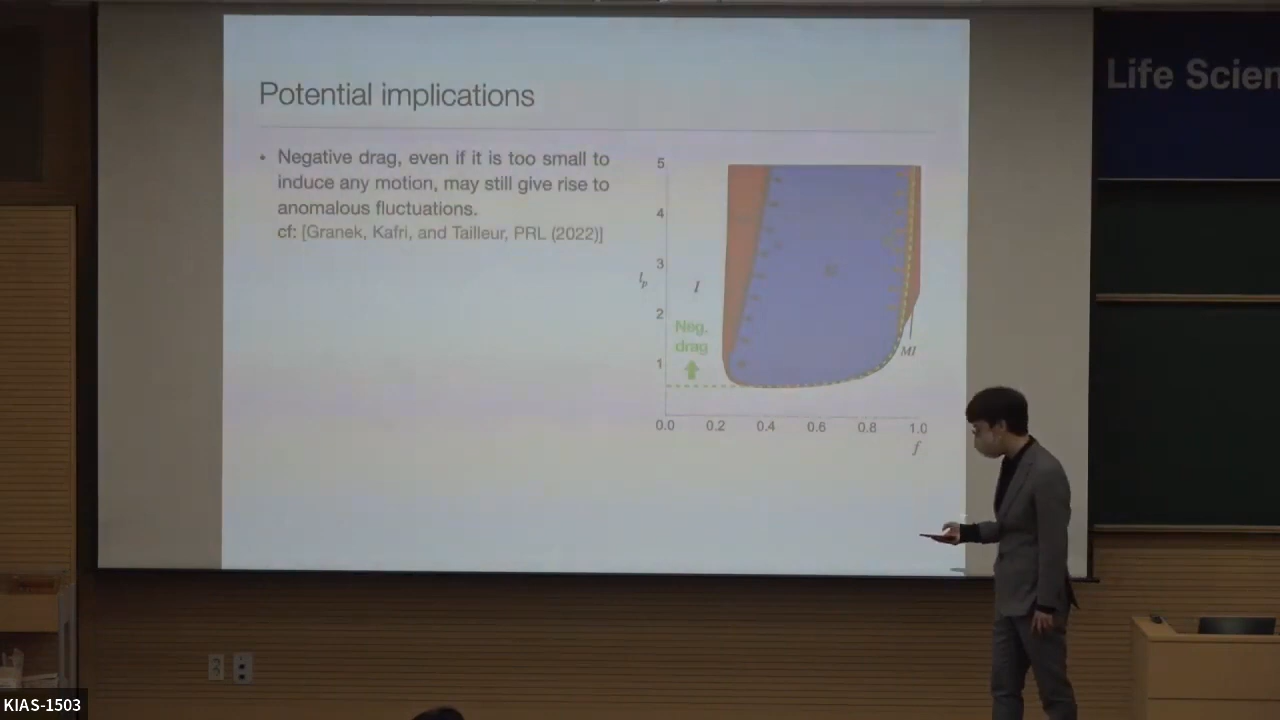 Life Scien
Potential implications
• Negative drag, even if it is too small to
induce any motion, may still give rise to
anomalous fluctuations.
cf: [Granek, Kafri, and Tailleur, PRL (2022)]
5
4
3
2
1
l_p
I
Neg.
drag
MI
0.0 0.2 0.4 0.6 0.8 1.0
f
KIAS-1503